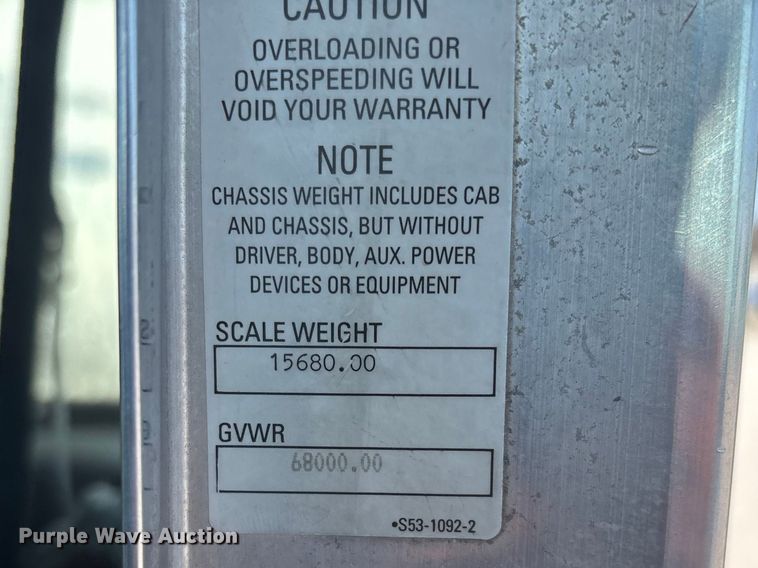 CAUTION
OVERLOADING OR
OVERSPEEDING WILL
VOID YOUR WARRANTY
NOTE
CHASSIS WEIGHT INCLUDES CAB
AND CHASSIS, BUT WITHOUT
DRIVER, BODY, AUX. POWER
DEVICES OR EQUIPMENT
SCALE WEIGHT
15680.00
GVWR
68000.00
•S53-1092-2
Purple Wave Auction